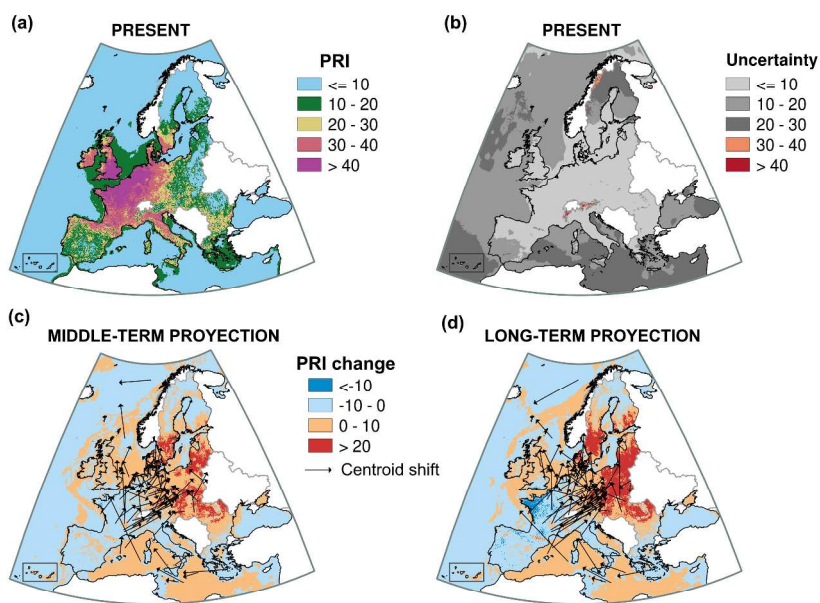 (a)
PRESENT
PRI
<= 10
10 - 20
20 - 30
30 - 40
> 40
(b)
PRESENT
Uncertainty
<= 10
10 - 20
20 - 30
30 - 40
> 40
(c)
MIDDLE-TERM PROYECTION
PRI change
<-10
-10 - 0
0 - 10
> 20
Centroid shift
(d)
LONG-TERM PROYECTION